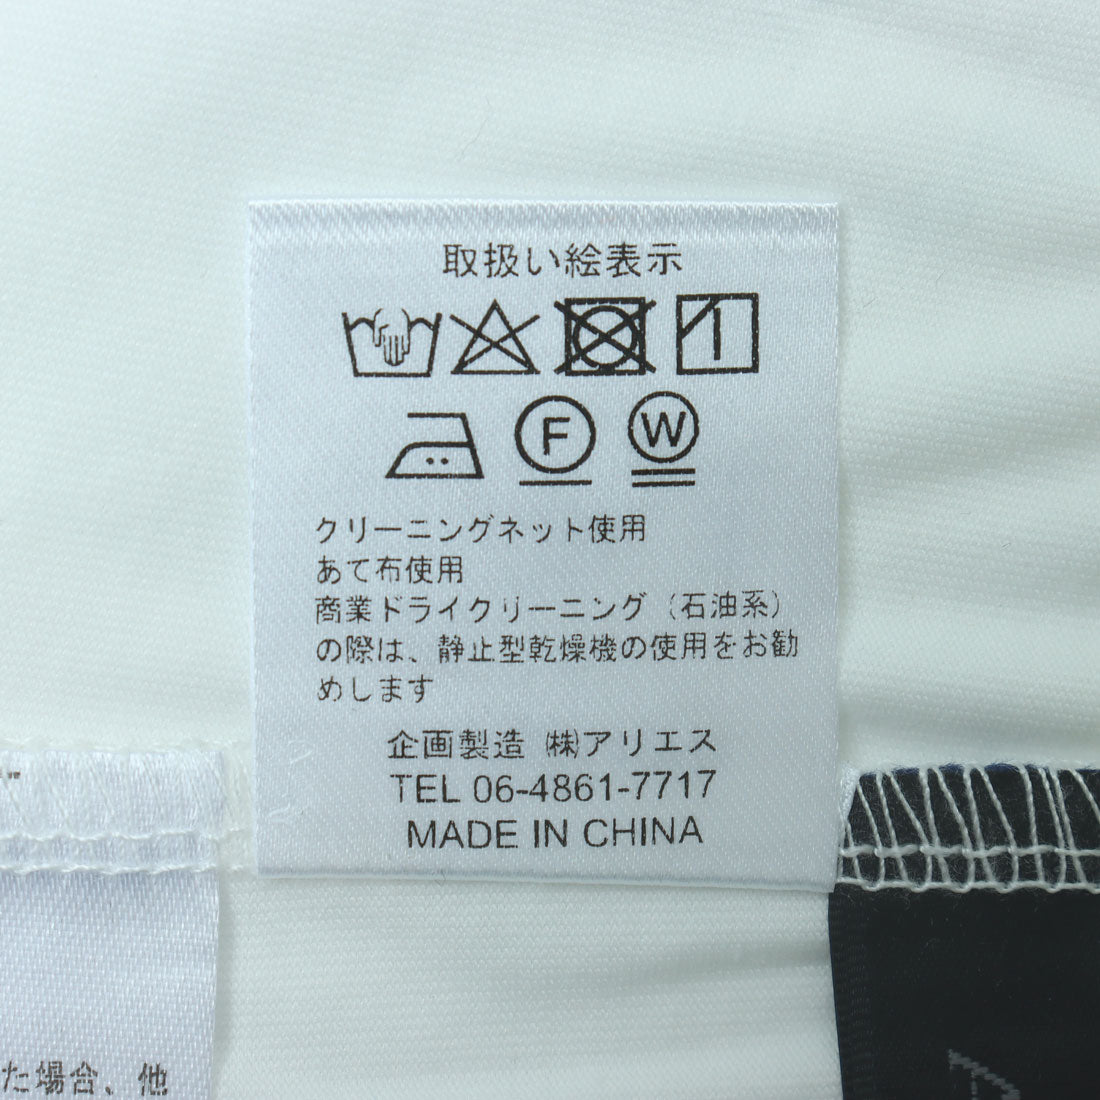 取扱い絵表示
F W
クリーニングネット使用
あて布使用
商業ドライクリーニング（石油系）
の際は、静止型乾燥機の使用をお勧
めします
企画製造 ㈱アリエス
TEL 06-4861-7717
MADE IN CHINA
た場合、他